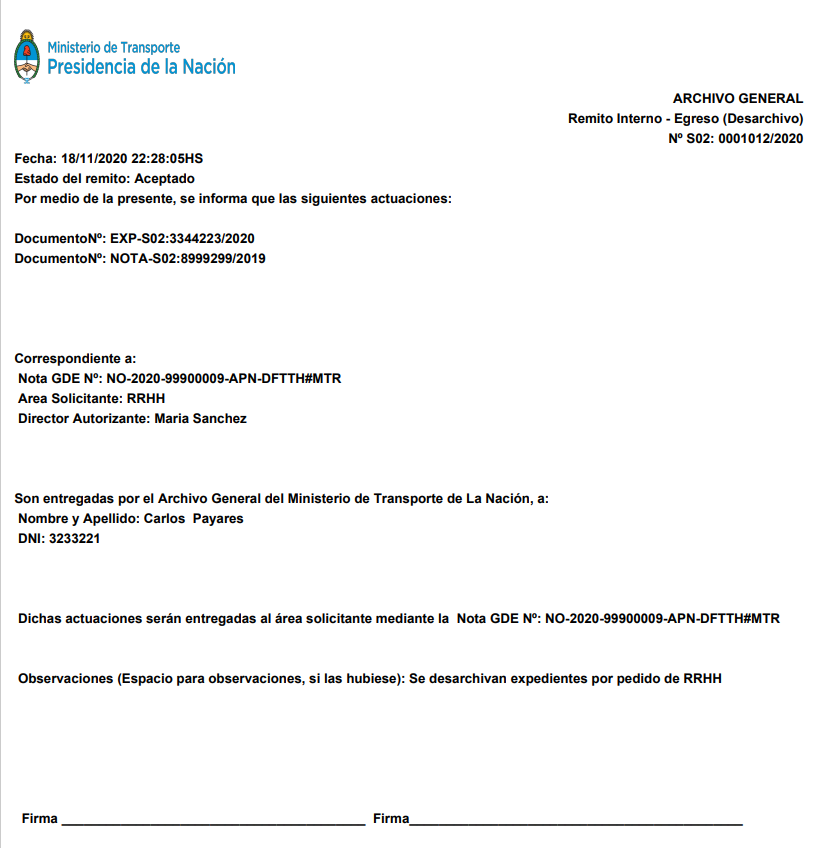 Ministerio de Transporte
Presidencia de la Nación
ARCHIVO GENERAL
Remito Interno - Egreso (Desarchivo)
Nº S02: 0001012/2020
Fecha: 18/11/2020 22:28:05HS
Estado del remito: Aceptado
Por medio de la presente, se informa que las siguientes actuaciones:
DocumentoNº: EXP-S02:3344223/2020
DocumentoNº: NOTA-S02:8999299/2019
Correspondiente a:
Nota GDE Nº: NO-2020-99900009-APN-DFTTH#MTR
Area Solicitante: RRHH
Director Autorizante: Maria Sanchez
Son entregadas por el Archivo General del Ministerio de Transporte de La Nación, a:
Nombre y Apellido: Carlos  Payares
DNI: 3233221
Dichas actuaciones serán entregadas al área solicitante mediante la  Nota GDE Nº: NO-2020-99900009-APN-DFTTH#MTR
Observaciones (Espacio para observaciones, si las hubiese): Se desarchivan expedientes por pedido de RRHH
Firma ________________________________________ Firma____________________________________________